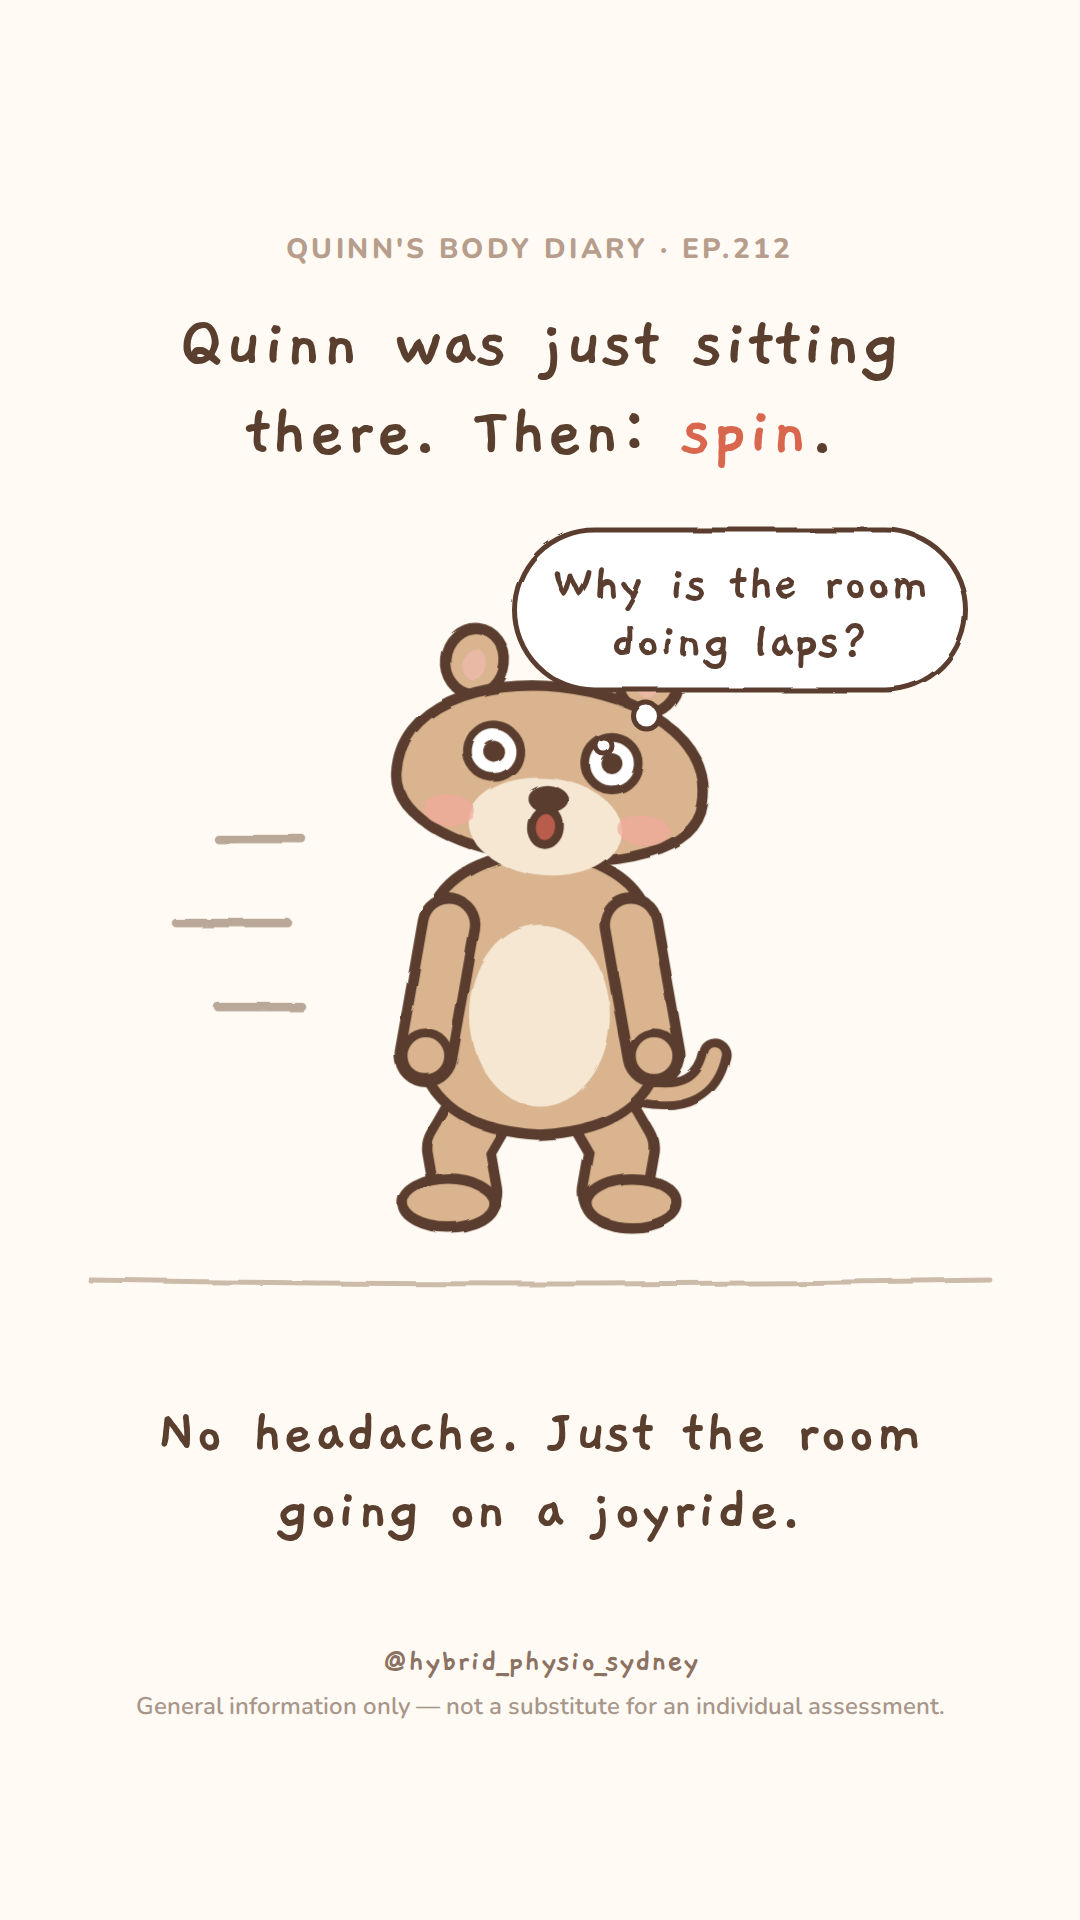 QUINN'S BODY DIARY · EP.212
Quinn was just sitting
there. Then: spin.
Why is the room
doing laps?
No headache. Just the room
going on a joyride.
@hybrid_physio_sydney
General information only — not a substitute for an individual assessment.